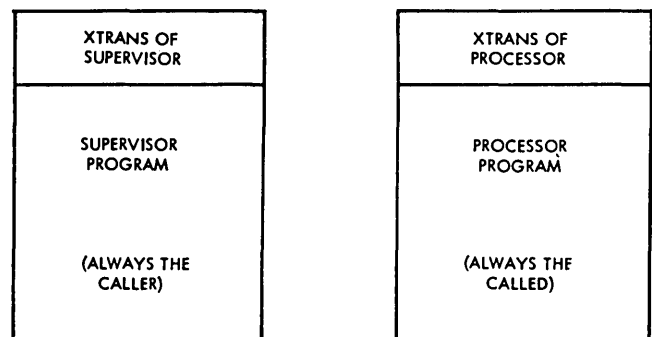 XTRANS OF
SUPERVISOR
SUPERVISOR
PROGRAM
(ALWAYS THE
CALLER)
XTRANS OF
PROCESSOR
PROCESSOR
PROGRAM
(ALWAYS THE
CALLED)